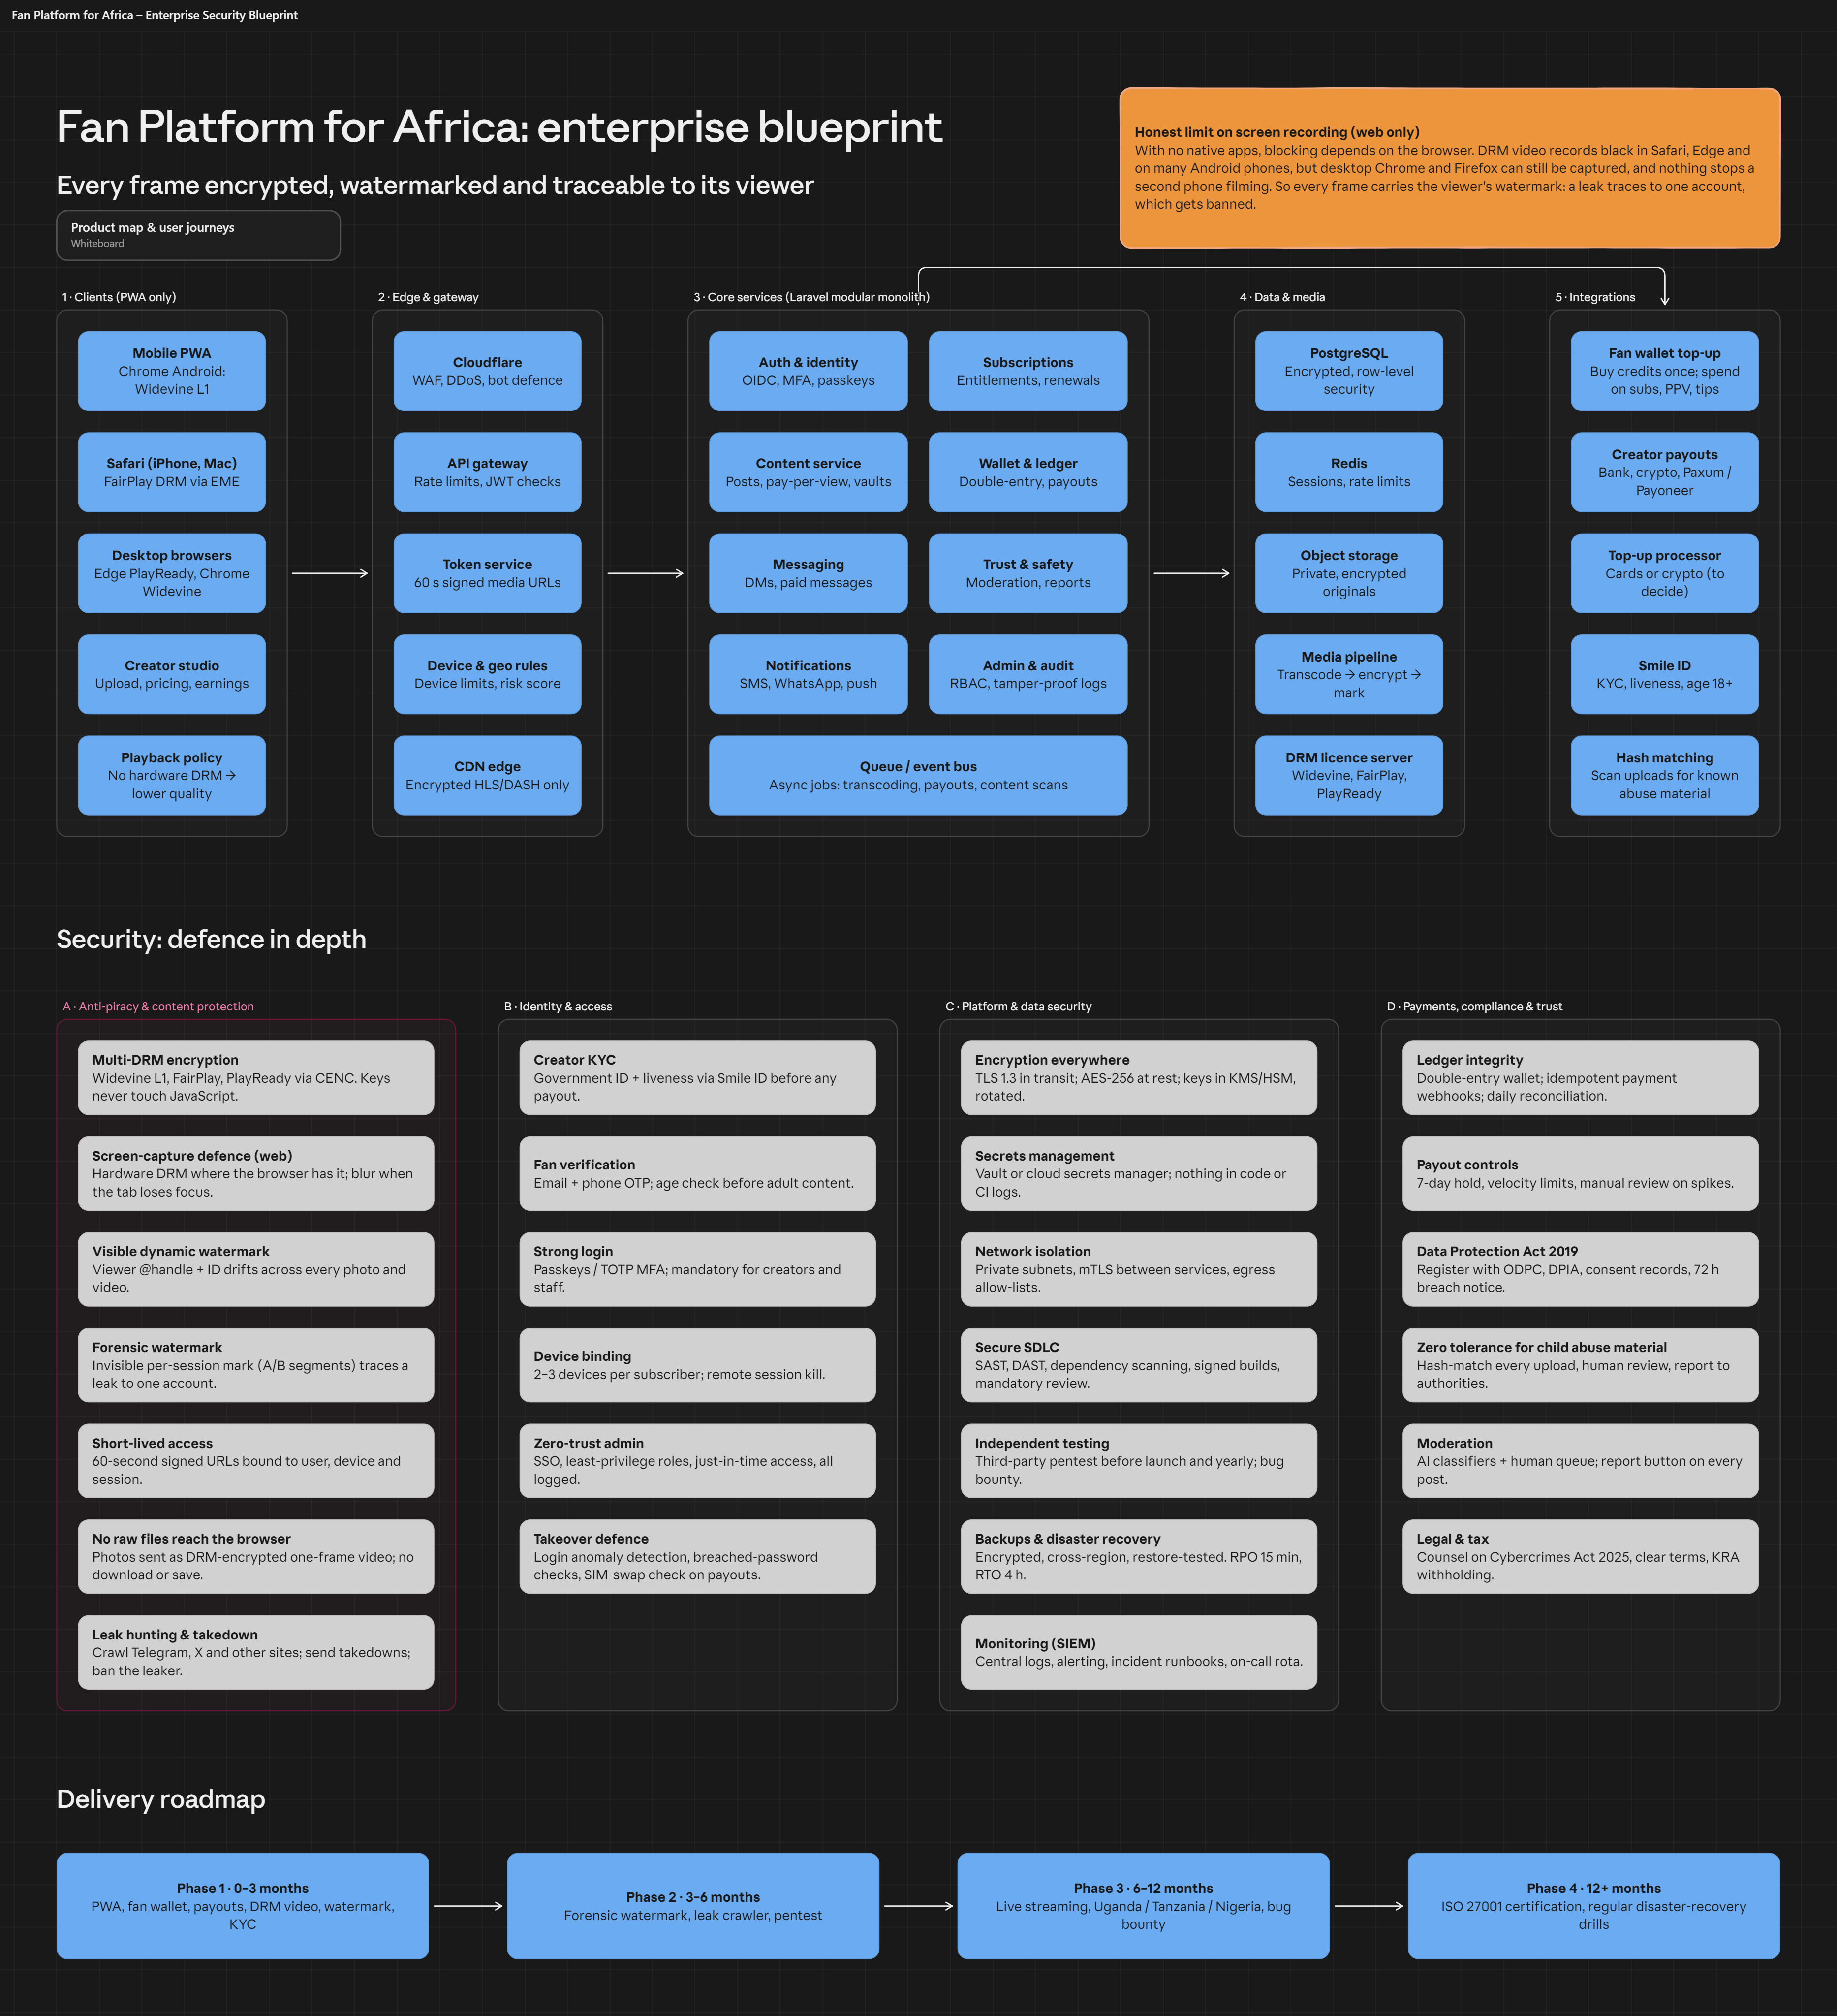 Fan Platform for Africa – Enterprise Security Blueprint
Fan Platform for Africa: enterprise blueprint
Every frame encrypted, watermarked and traceable to its viewer
Product map & user journeys
Whiteboard
Honest limit on screen recording (web only)
With no native apps, blocking depends on the browser. DRM video records black in Safari, Edge and
on many Android phones, but desktop Chrome and Firefox can still be captured, and nothing stops a
second phone filming. So every frame carries the viewer's watermark: a leak traces to one account,
which gets banned.
1 · Clients (PWA only)
Mobile PWA
Chrome Android:
Widevine L1
Safari (iPhone, Mac)
FairPlay DRM via EME
Desktop browsers
Edge PlayReady, Chrome
Widevine
Creator studio
Upload, pricing, earnings
Playback policy
No hardware DRM →
lower quality
2 · Edge & gateway
Cloudflare
WAF, DDoS, bot defence
API gateway
Rate limits, JWT checks
Token service
60 s signed media URLs
Device & geo rules
Device limits, risk score
CDN edge
Encrypted HLS/DASH only
3 · Core services (Laravel modular monolith)
Auth & identity
OIDC, MFA, passkeys
Subscriptions
Entitlements, renewals
Content service
Posts, pay-per-view, vaults
Wallet & ledger
Double-entry, payouts
Messaging
DMs, paid messages
Trust & safety
Moderation, reports
Notifications
SMS, WhatsApp, push
Admin & audit
RBAC, tamper-proof logs
Queue / event bus
Async jobs: transcoding, payouts, content scans
4 · Data & media
PostgreSQL
Encrypted, row-level
security
Redis
Sessions, rate limits
Object storage
Private, encrypted
originals
Media pipeline
Transcode → encrypt →
mark
DRM licence server
Widevine, FairPlay,
PlayReady
5 · Integrations
Fan wallet top-up
Buy credits once; spend
on subs, PPV, tips
Creator payouts
Bank, crypto, Paxum /
Payoneer
Top-up processor
Cards or crypto (to
decide)
Smile ID
KYC, liveness, age 18+
Hash matching
Scan uploads for known
abuse material
Security: defence in depth
A · Anti-piracy & content protection
Multi-DRM encryption
Widevine L1, FairPlay, PlayReady via CENC. Keys
never touch JavaScript.
Screen-capture defence (web)
Hardware DRM where the browser has it; blur when
the tab loses focus.
Visible dynamic watermark
Viewer @handle + ID drifts across every photo and
video.
Forensic watermark
Invisible per-session mark (A/B segments) traces a
leak to one account.
Short-lived access
60-second signed URLs bound to user, device and
session.
No raw files reach the browser
Photos sent as DRM-encrypted one-frame video; no
download or save.
Leak hunting & takedown
Crawl Telegram, X and other sites; send takedowns;
ban the leaker.
B · Identity & access
Creator KYC
Government ID + liveness via Smile ID before any
payout.
Fan verification
Email + phone OTP; age check before adult content.
Strong login
Passkeys / TOTP MFA; mandatory for creators and
staff.
Device binding
2–3 devices per subscriber; remote session kill.
Zero-trust admin
SSO, least-privilege roles, just-in-time access, all
logged.
Takeover defence
Login anomaly detection, breached-password
checks, SIM-swap check on payouts.
C · Platform & data security
Encryption everywhere
TLS 1.3 in transit; AES-256 at rest; keys in KMS/HSM,
rotated.
Secrets management
Vault or cloud secrets manager; nothing in code or
CI logs.
Network isolation
Private subnets, mTLS between services, egress
allow-lists.
Secure SDLC
SAST, DAST, dependency scanning, signed builds,
mandatory review.
Independent testing
Third-party pentest before launch and yearly; bug
bounty.
Backups & disaster recovery
Encrypted, cross-region, restore-tested. RPO 15 min,
RTO 4 h.
Monitoring (SIEM)
Central logs, alerting, incident runbooks, on-call rota.
D · Payments, compliance & trust
Ledger integrity
Double-entry wallet; idempotent payment
webhooks; daily reconciliation.
Payout controls
7-day hold, velocity limits, manual review on spikes.
Data Protection Act 2019
Register with ODPC, DPIA, consent records, 72 h
breach notice.
Zero tolerance for child abuse material
Hash-match every upload, human review, report to
authorities.
Moderation
AI classifiers + human queue; report button on every
post.
Legal & tax
Counsel on Cybercrimes Act 2025, clear terms, KRA
withholding.
Delivery roadmap
Phase 1 · 0–3 months
PWA, fan wallet, payouts, DRM video, watermark,
KYC
Phase 2 · 3–6 months
Forensic watermark, leak crawler, pentest
Phase 3 · 6–12 months
Live streaming, Uganda / Tanzania / Nigeria, bug
bounty
Phase 4 · 12+ months
ISO 27001 certification, regular disaster-recovery
drills